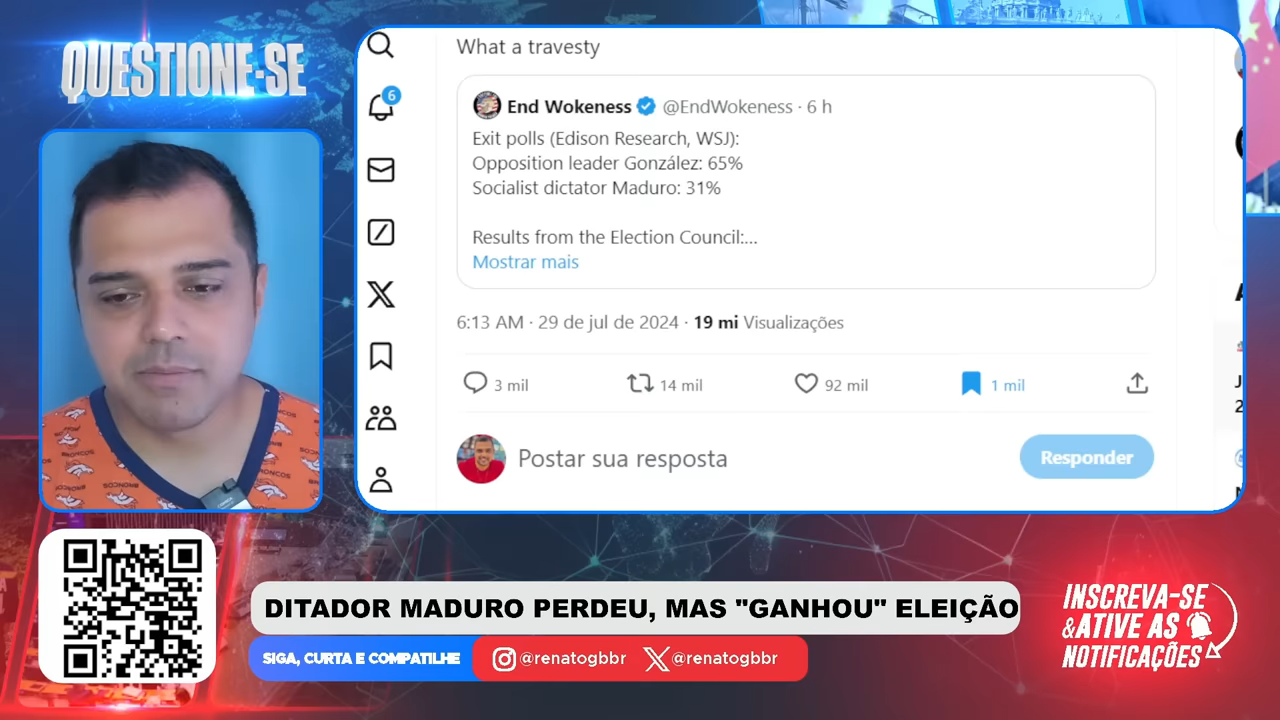 QUESTIONE-SE
What a travesty
End Wokeness @EndWokeness · 6 h
Exit polls (Edison Research, WSJ):
Opposition leader González: 65%
Socialist dictator Maduro: 31%
Results from the Election Council:...
Mostrar mais
6:13 AM · 29 de jul de 2024 · 19 mi Visualizações
3 mil 14 mil 92 mil 1 mil
Postar sua resposta
Responder
6
BRONCOS
DITADOR MADURO PERDEU, MAS "GANHOU" ELEIÇÃO
SIGA, CURTA E COMPATILHE
@renatogbbr @renatogbbr
INSCREVA-SE
&ATIVE AS
NOTIFICAÇÕES